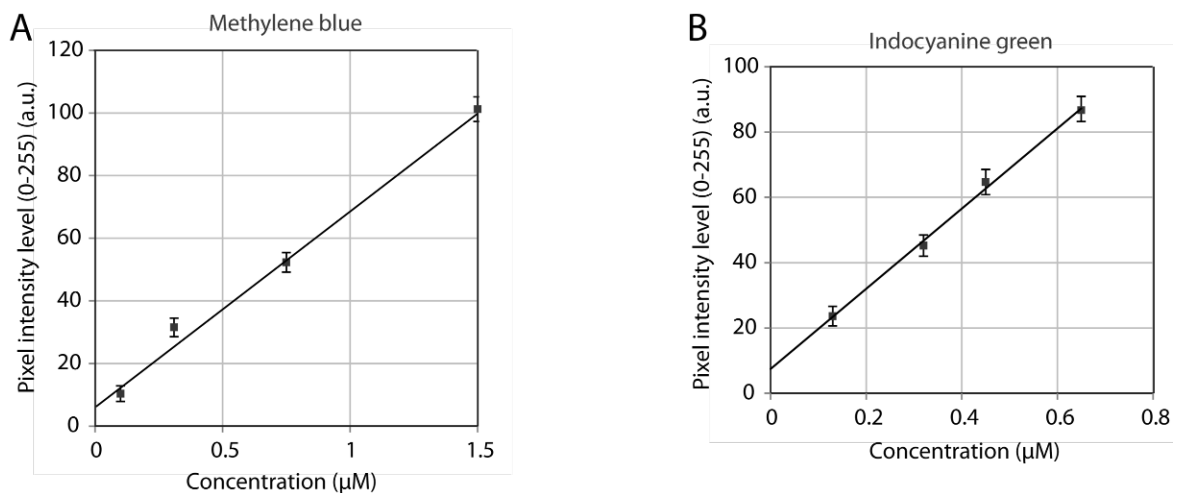 A
Methylene blue
Pixel intensity level (0-255) (a.u.)
120
100
80
60
40
20
0
0 0.5 1 1.5
Concentration (µM)
B
Indocyanine green
Pixel intensity level (0-255) (a.u.)
100
80
60
40
20
0
0 0.2 0.4 0.6 0.8
Concentration (µM)